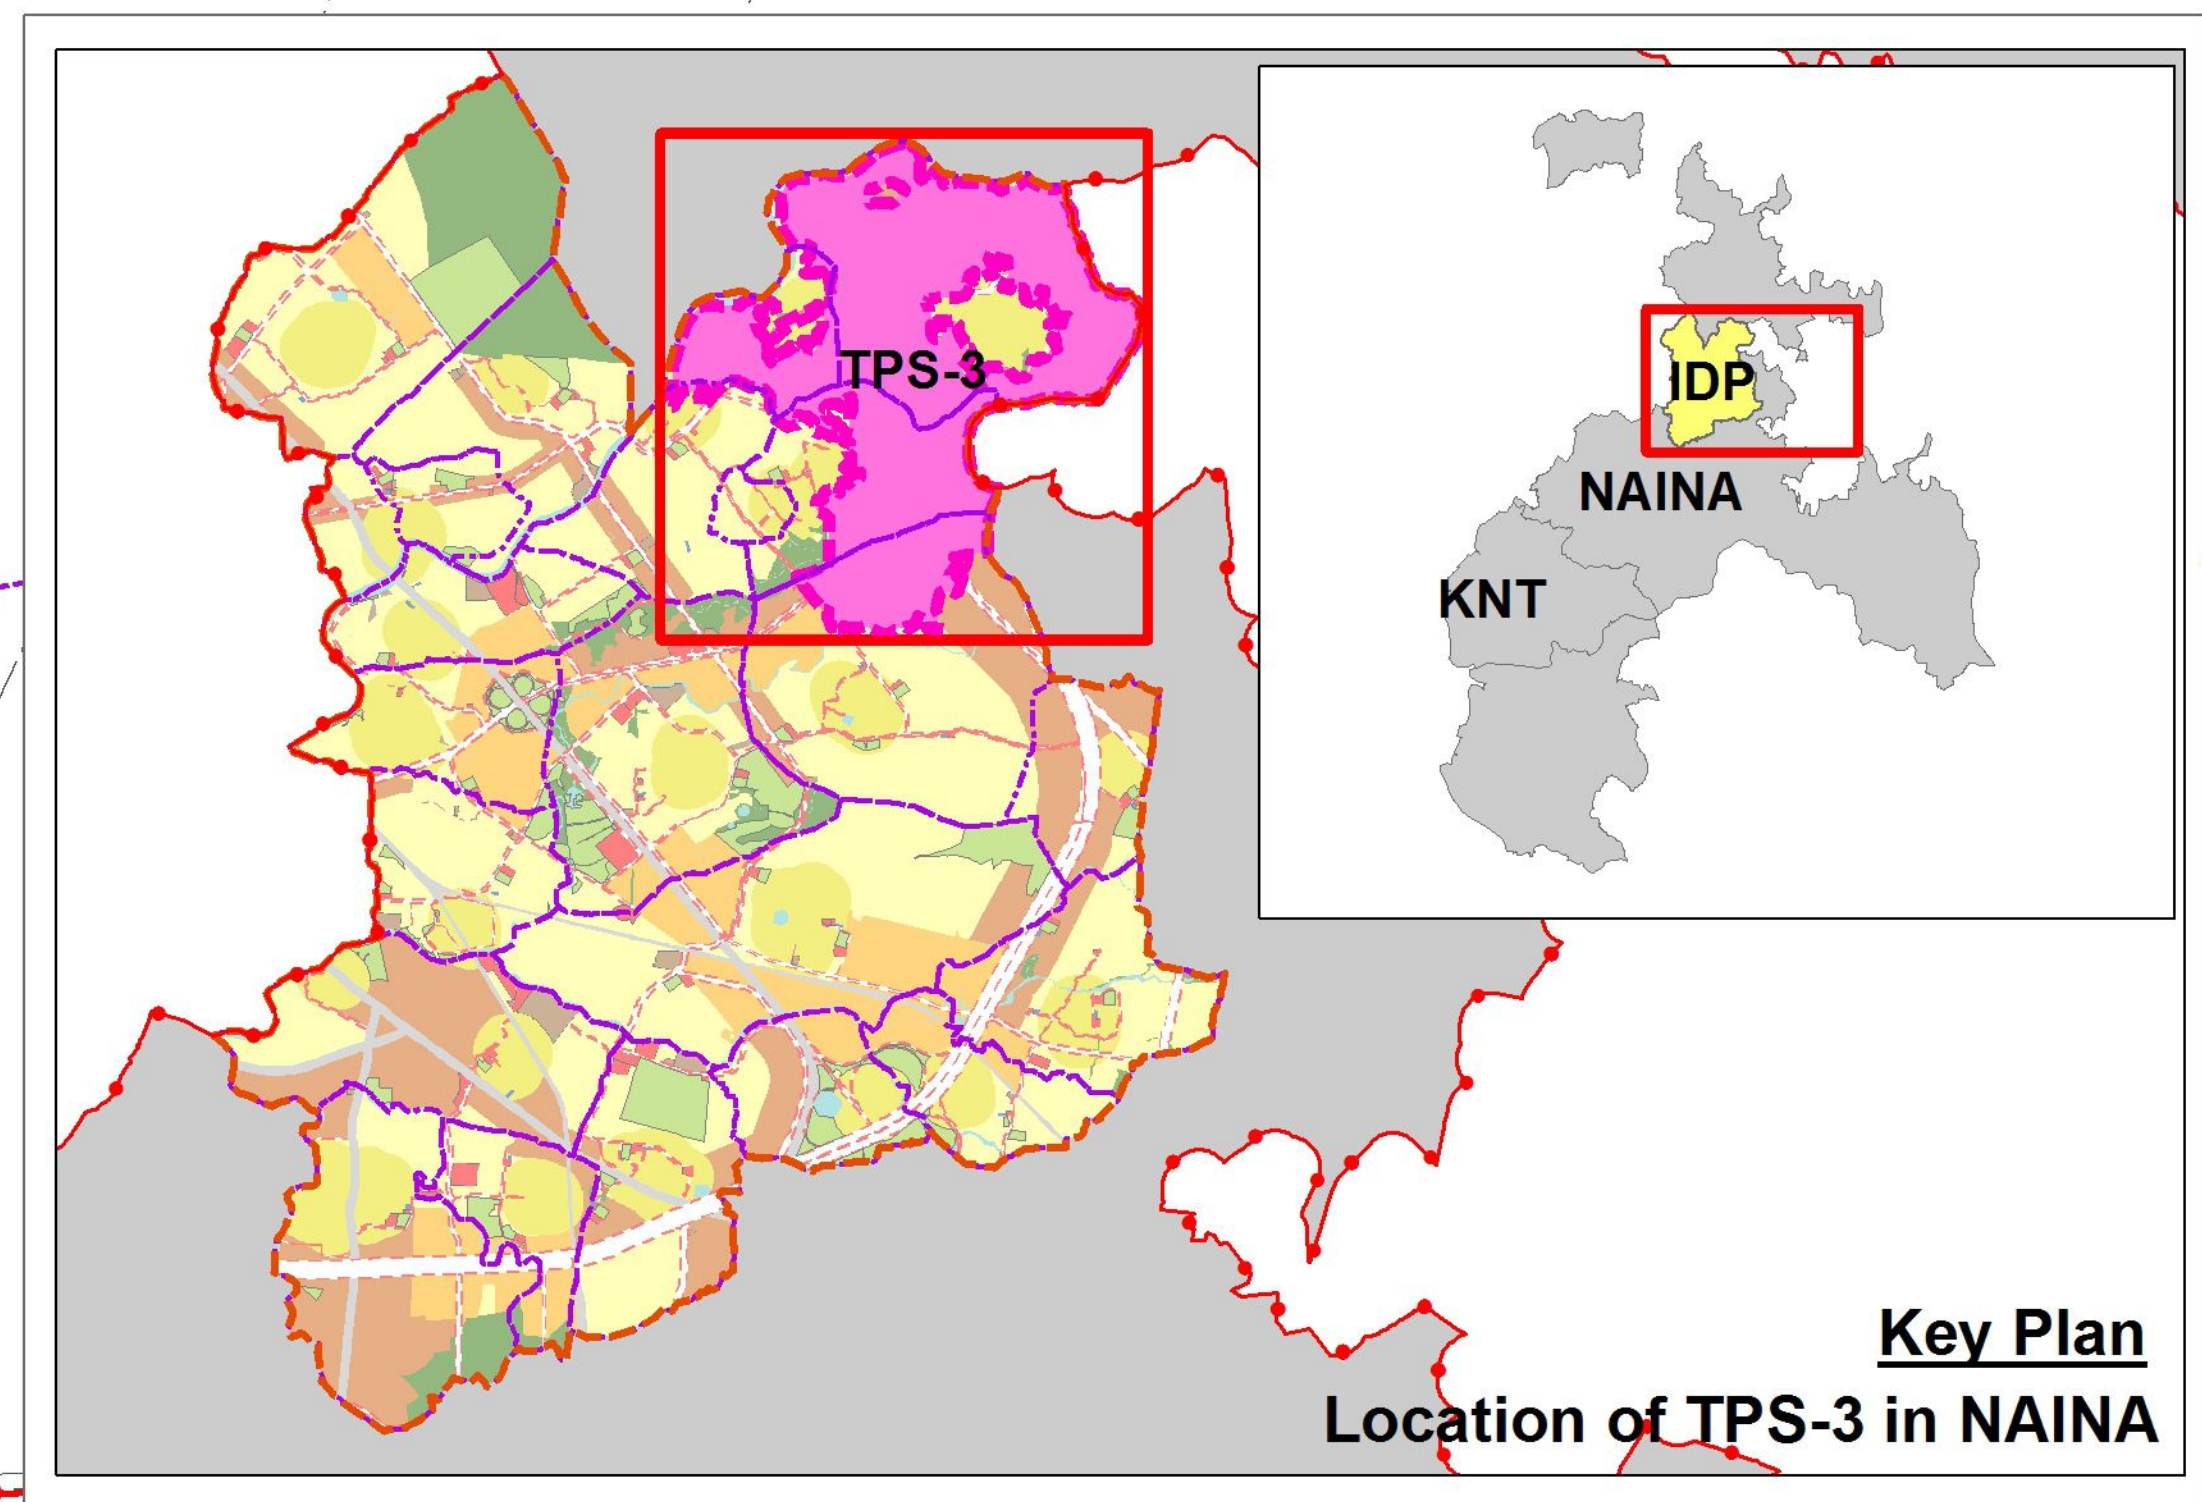 TPS-3
IDP
NAINA
KNT
Key Plan
Location of TPS-3 in NAINA